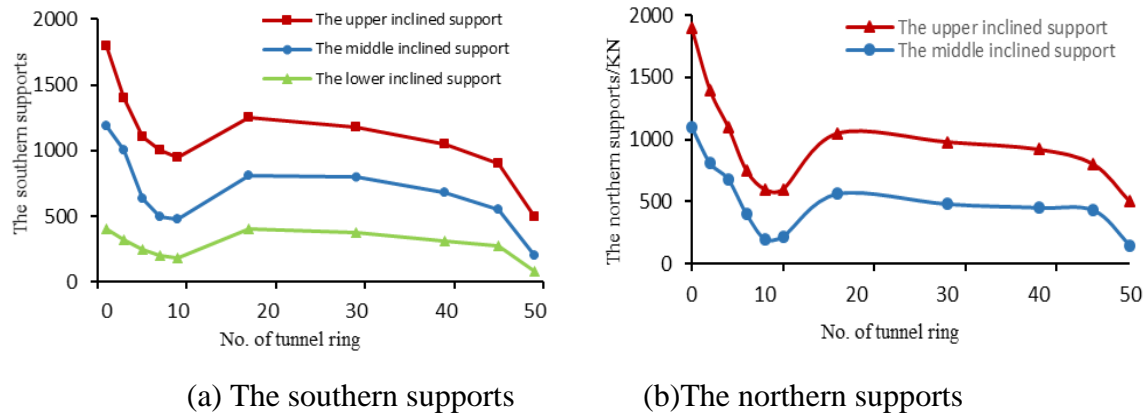 2000
1500
1000
500
0
The southern supports
The upper inclined support
The middle inclined support
The lower inclined support
0 10 20 30 40 50
No. of tunnel ring
(a) The southern supports
2000
1500
1000
500
0
The northern supports/KN
The upper inclined support
The middle inclined support
0 10 20 30 40 50
No. of tunnel ring
(b)The northern supports